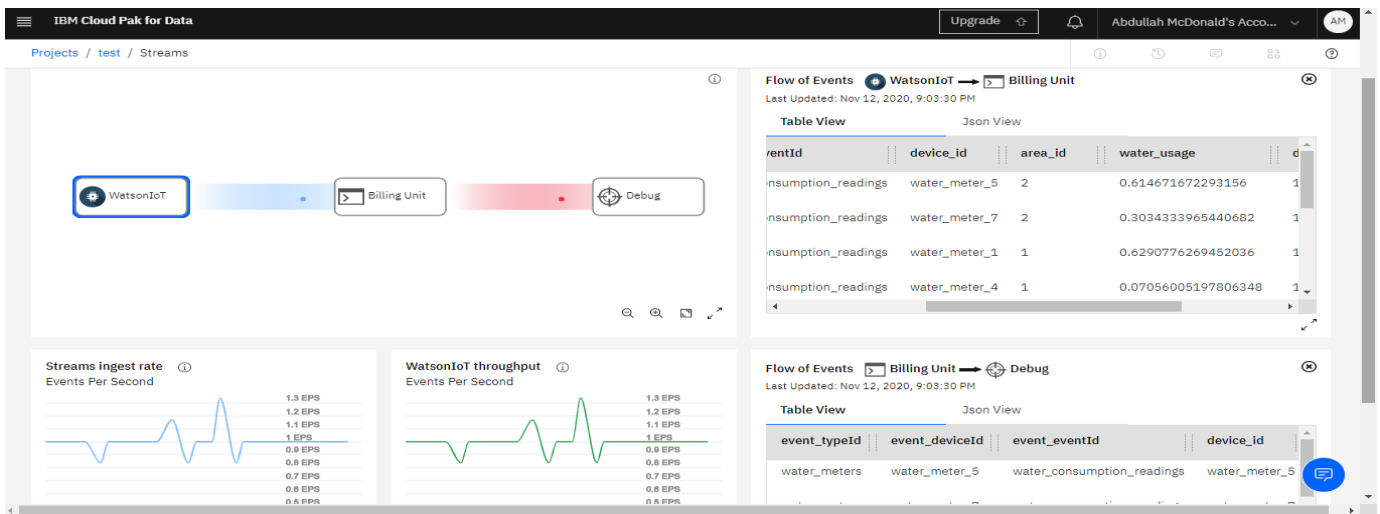 IBM Cloud Pak for Data Upgrade Abdullah McDonald's Acco... AM
Projects / test / Streams
WatsonIoT Billing Unit Debug
Flow of Events WatsonIoT Billing Unit
Last Updated: Nov 12, 2020, 9:03:30 PM
Table View Json View
ventId device_id area_id water_usage d
nsumption_readings water_meter_5 2 0.614671672293156 1
nsumption_readings water_meter_7 2 0.3034333965440682 1
nsumption_readings water_meter_1 1 0.6290776269452036 1
nsumption_readings water_meter_4 1 0.07056005197806348 1
Streams ingest rate
Events Per Second
1.3 EPS
1.2 EPS
1.1 EPS
1 EPS
0.9 EPS
0.8 EPS
0.7 EPS
0.6 EPS
0.5 EPS
WatsonIoT throughput
Events Per Second
1.3 EPS
1.2 EPS
1.1 EPS
1 EPS
0.9 EPS
0.8 EPS
0.7 EPS
0.6 EPS
0.5 EPS
Flow of Events Billing Unit Debug
Last Updated: Nov 12, 2020, 9:03:30 PM
Table View Json View
event_typeId event_deviceId event_eventId device_id
water_meters water_meter_5 water_consumption_readings water_meter_5